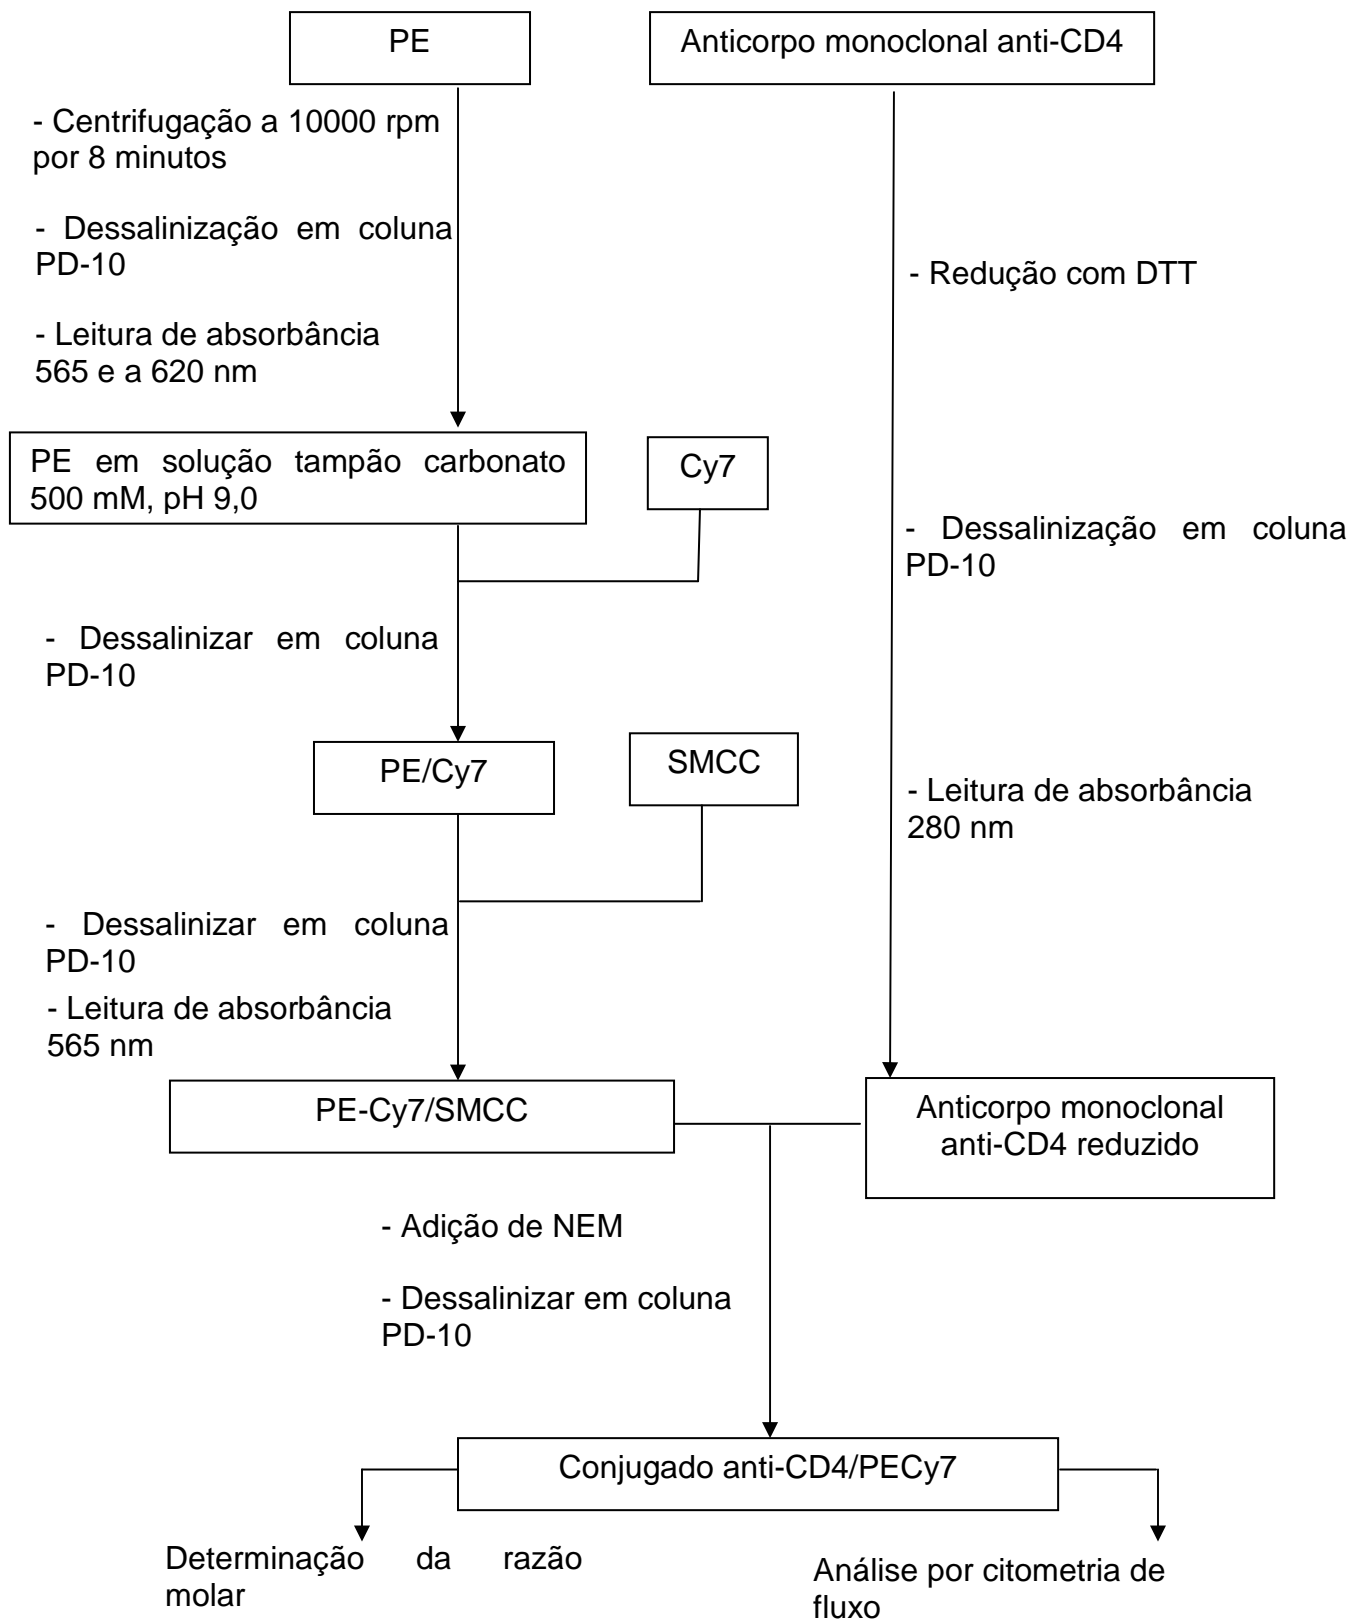 PE
Anticorpo monoclonal anti-CD4
- Centrifugação a 10000 rpm
por 8 minutos
- Dessalinização em coluna
PD-10
- Redução com DTT
- Leitura de absorbância
565 e a 620 nm
PE em solução tampão carbonato
500 mM, pH 9,0
Cy7
- Dessalinização em coluna
PD-10
- Dessalinizar em coluna
PD-10
PE/Cy7
SMCC
- Leitura de absorbância
280 nm
- Dessalinizar em coluna
PD-10
- Leitura de absorbância
565 nm
PE-Cy7/SMCC
Anticorpo monoclonal
anti-CD4 reduzido
- Adição de NEM
- Dessalinizar em coluna
PD-10
Conjugado anti-CD4/PECy7
Determinação da razão
molar
Análise por citometria de
fluxo